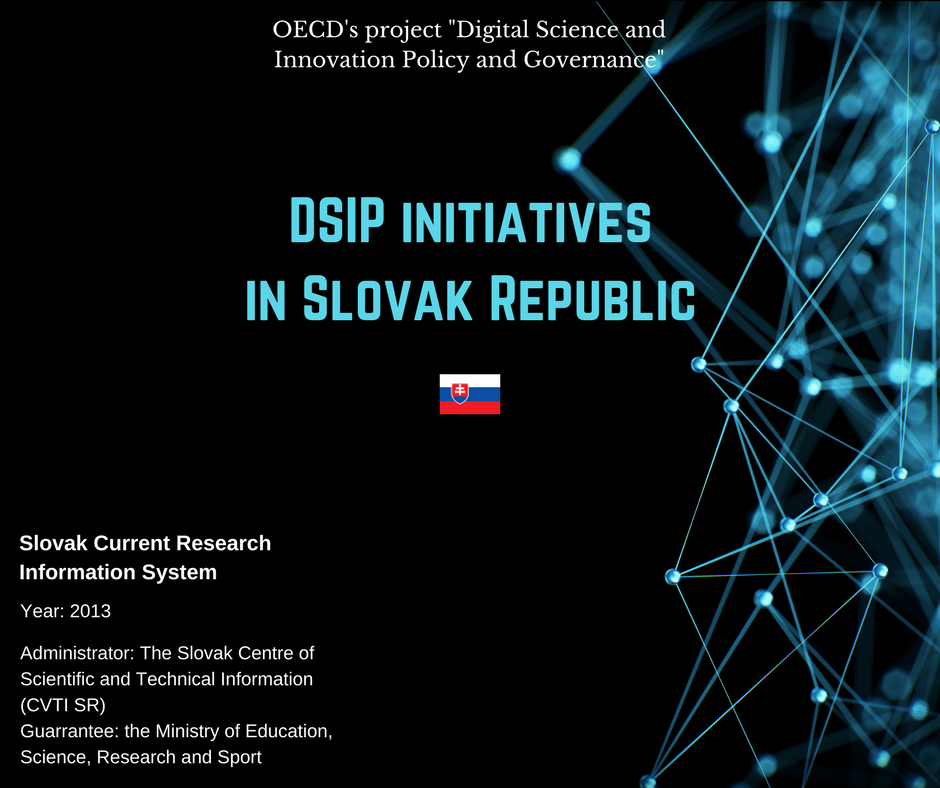 OECD's project "Digital Science and
Innovation Policy and Governance"
DSIP initiatives
in Slovak Republic
Slovak Current Research
Information System
Year: 2013
Administrator: The Slovak Centre of
Scientific and Technical Information
(CVTI SR)
Guarrantee: the Ministry of Education,
Science, Research and Sport